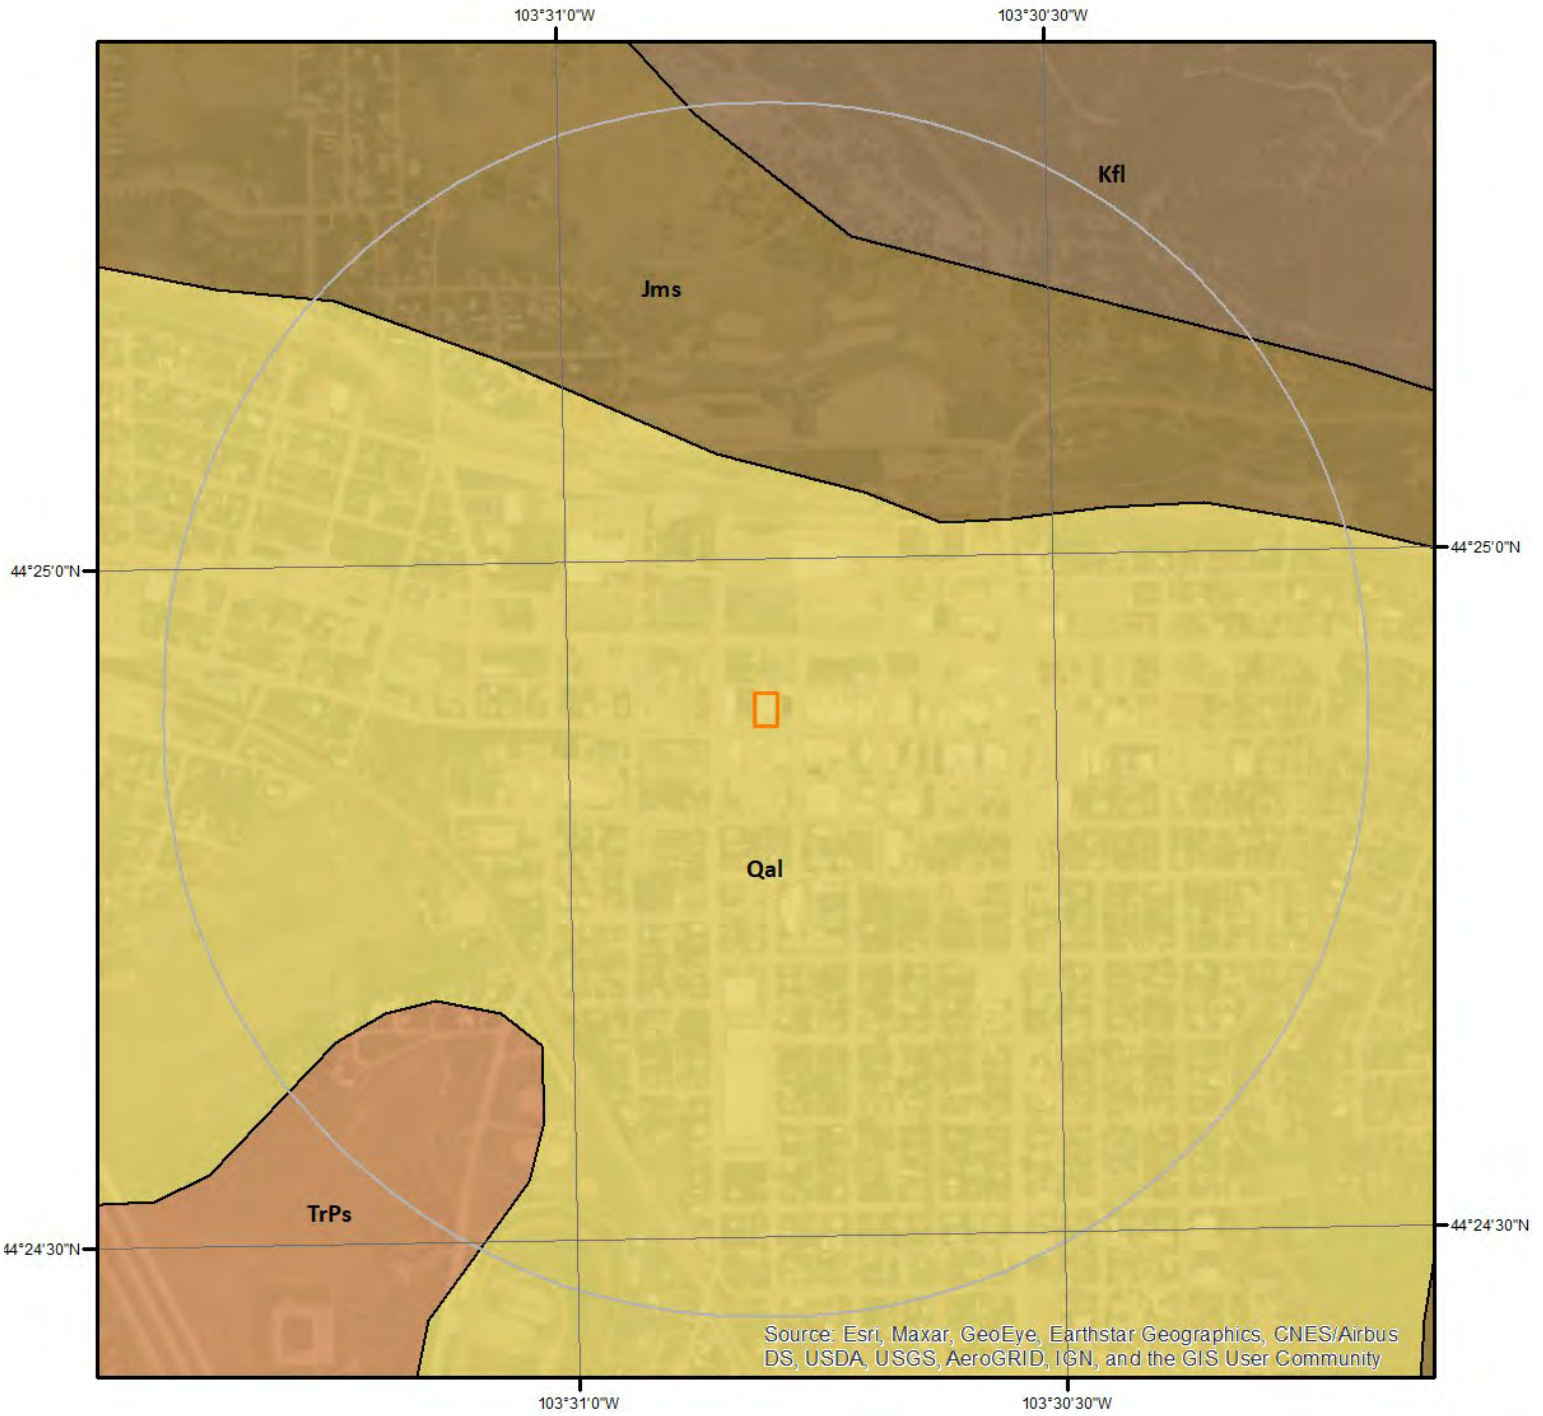 103°31'0"W 103°30'30"W
Kfl
Jms
44°25'0"N 44°25'0"N
Qal
TrPs
44°24'30"N 44°24'30"N
Source: Esri, Maxar, GeoEye, Earthstar Geographics, CNES/Airbus
DS, USDA, USGS, AeroGRID, IGN, and the GIS User Community
103°31'0"W 103°30'30"W